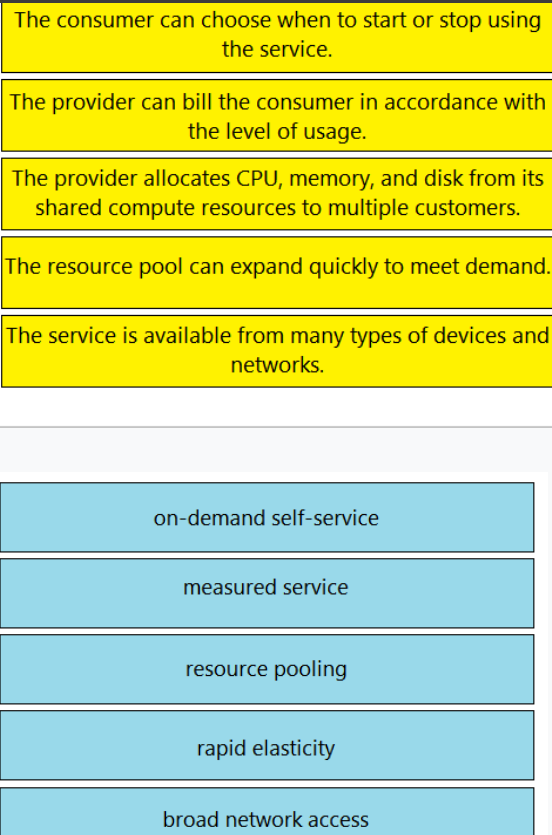 The consumer can choose when to start or stop using
the service.
The provider can bill the consumer in accordance with
the level of usage.
The provider allocates CPU, memory, and disk from its
shared compute resources to multiple customers.
The resource pool can expand quickly to meet demand.
The service is available from many types of devices and
networks.
on-demand self-service
measured service
resource pooling
rapid elasticity
broad network access